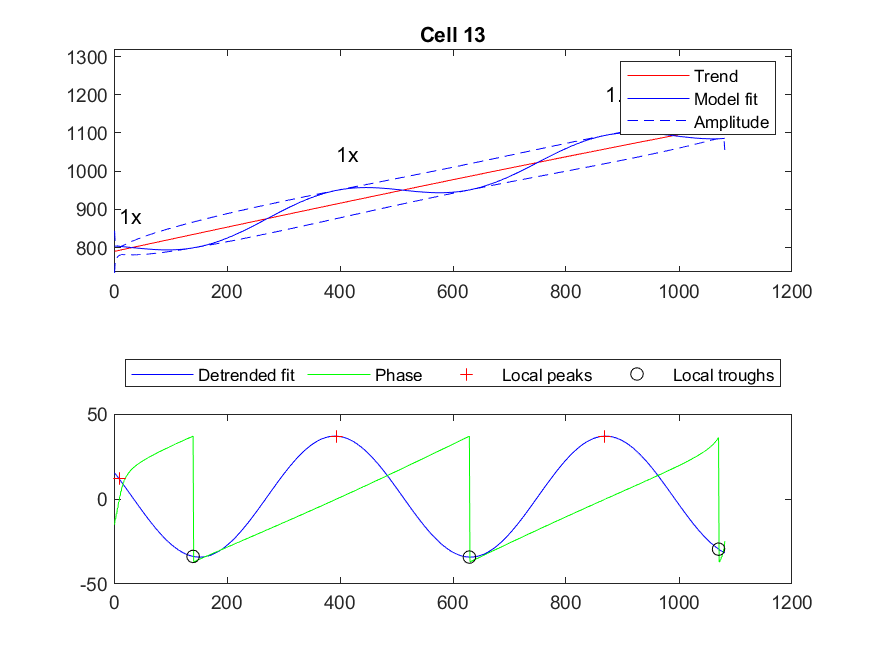 Cell 13
1300
1200
1100
1000
900
800
1x
1x
1.
Trend
Model fit
Amplitude
0 200 400 600 800 1000 1200
Detrended fit Phase Local peaks Local troughs
50
0
-50
0 200 400 600 800 1000 1200